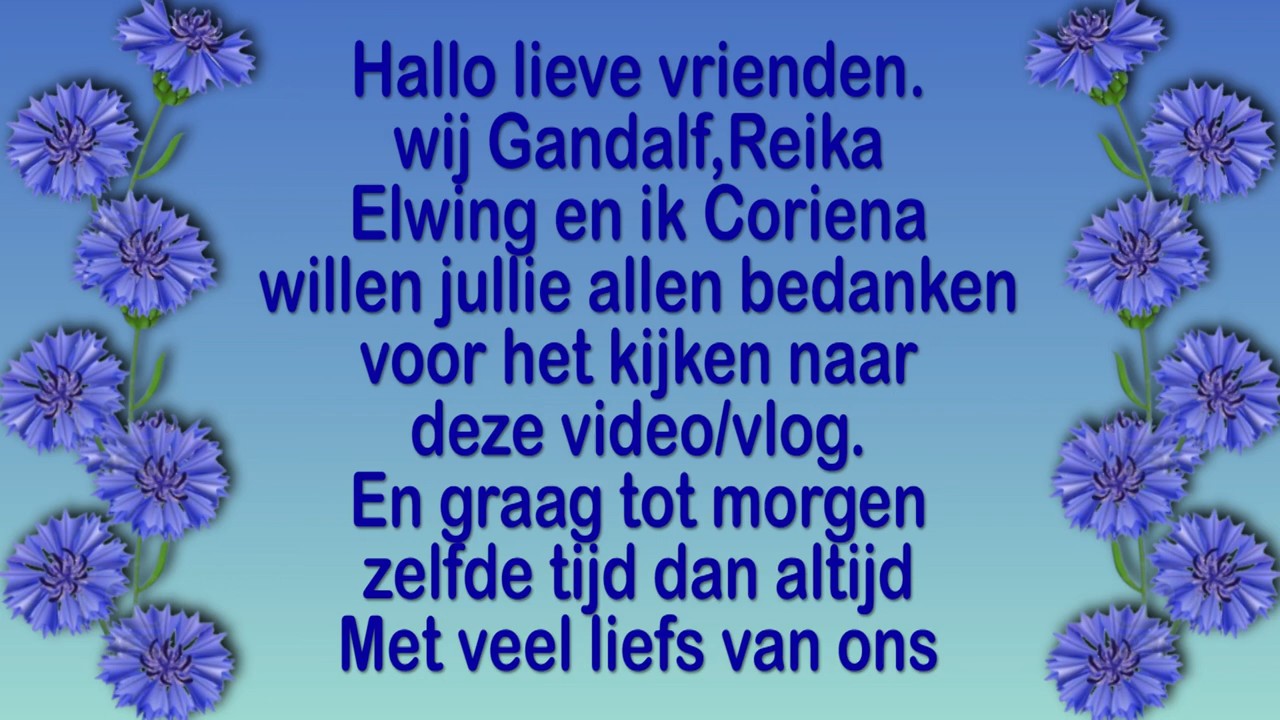 Hallo lieve vrienden.
wij Gandalf,Reika
Elwing en ik Coriena
willen jullie allen bedanken
voor het kijken naar
deze video/vlog.
En graag tot morgen
zelfde tijd dan altijd
Met veel liefs van ons